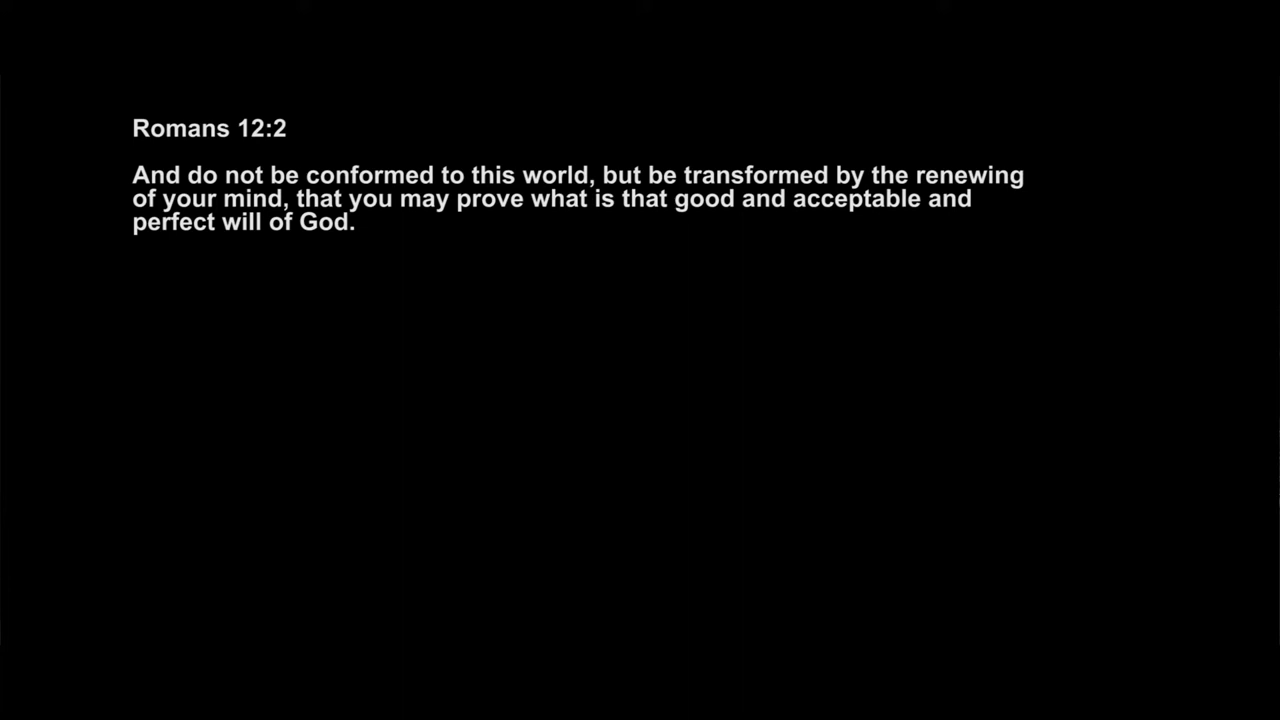 Romans 12:2
And do not be conformed to this world, but be transformed by the renewing
of your mind, that you may prove what is that good and acceptable and
perfect will of God.